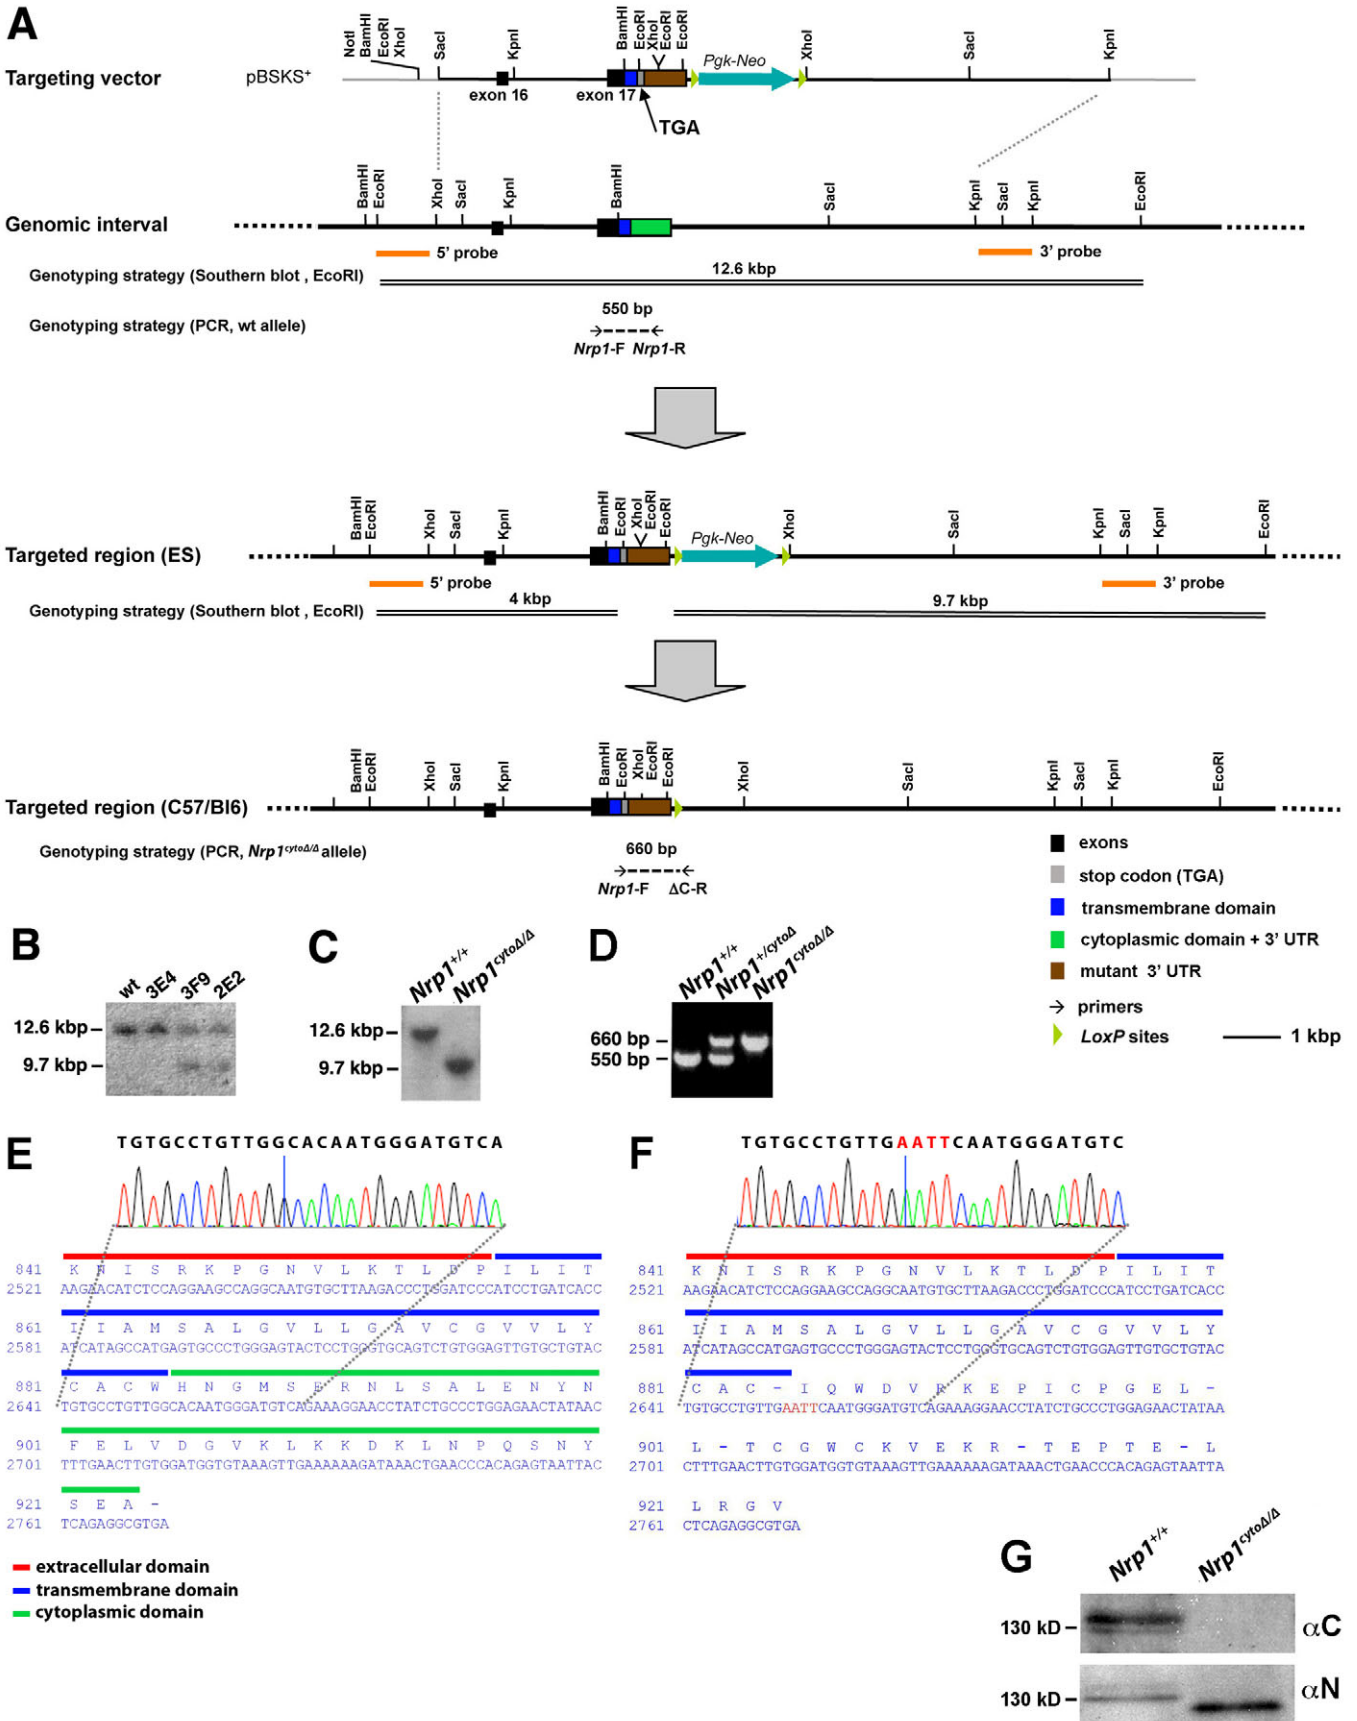 A
NotI
BamHI
EcoRI
XhoI
SacI
KpnI
BamHI
EcoRI
XhoI
EcoRI
EcoRI
Pgk-Neo
XhoI
SacI
KpnI
Targeting vector
pBSKS+
exon 16
exon 17
TGA
BamHI
EcoRI
XhoI
SacI
KpnI
BamHI
SacI
KpnI
SacI
KpnI
EcoRI
Genomic interval
5’ probe
3’ probe
Genotyping strategy (Southern blot , EcoRI)
12.6 kbp
550 bp
Genotyping strategy (PCR, wt allele)
Nrp1-F Nrp1-R
BamHI
EcoRI
XhoI
SacI
KpnI
BamHI
EcoRI
XhoI
EcoRI
EcoRI
Pgk-Neo
XhoI
SacI
KpnI
SacI
KpnI
EcoRI
Targeted region (ES)
5’ probe
3’ probe
Genotyping strategy (Southern blot , EcoRI)
4 kbp
9.7 kbp
BamHI
EcoRI
XhoI
SacI
KpnI
BamHI
EcoRI
XhoI
EcoRI
EcoRI
XhoI
SacI
KpnI
SacI
KpnI
EcoRI
Targeted region (C57/Bl6)
Genotyping strategy (PCR, Nrp1cytoΔ/Δ allele)
660 bp
Nrp1-F ΔC-R
exons
stop codon (TGA)
transmembrane domain
cytoplasmic domain + 3’ UTR
mutant 3’ UTR
primers
LoxP sites
1 kbp
B
wt 3E4 3F9 2E2
12.6 kbp
9.7 kbp
C
Nrp1+/+ Nrp1cytoΔ/Δ
12.6 kbp
9.7 kbp
D
Nrp1+/+ Nrp1+/cytoΔ Nrp1cytoΔ/Δ
660 bp
550 bp
E
TGTGCCTGTTGGCACAATGGGATGTCA
841 K N I S R K P G N V L K T L D P I L I T
2521 AAGAACATCTCCAGGAAGCCAGGCAATGTGCTTAAGACCCTGGATCCCATCCTGATCACC
861 I I A M S A L G V L L G A V C G V V L Y
2581 ATCATAGCCATGAGTGCCCTGGGAGTACTCCTGGGTGCAGTCTGTGGAGTTGTGCTGTAC
881 C A C W H N G M S E R N L S A L E N Y N
2641 TGTGCCTGTTGGCACAATGGGATGTCAGAAAGGAACCTATCTGCCCTGGAGAACTATAAC
901 F E L V D G V K L K K D K L N P Q S N Y
2701 TTTGAACTTGTGGATGGTGTAAAGTTGAAAAAAGATAAACTGAACCCACAGAGTAATTAC
921 S E A -
2761 TCAGAGGCGTGA
extracellular domain
transmembrane domain
cytoplasmic domain
F
TGTGCCTGTTGAATTCAATGGGATGTC
841 K N I S R K P G N V L K T L D P I L I T
2521 AAGAACATCTCCAGGAAGCCAGGCAATGTGCTTAAGACCCTGGATCCCATCCTGATCACC
861 I I A M S A L G V L L G A V C G V V L Y
2581 ATCATAGCCATGAGTGCCCTGGGAGTACTCCTGGGTGCAGTCTGTGGAGTTGTGCTGTAC
881 C A C - I Q W D V R K E P I C P G E L -
2641 TGTGCCTGTTGAATTCAATGGGATGTCAGAAAGGAACCTATCTGCCCTGGAGAACTATAA
901 L - T C G W C K V E K R - T E P T E - L
2701 CTTTGAACTTGTGGATGGTGTAAAGTTGAAAAAAGATAAACTGAACCCACAGAGTAATTA
921 L R G V
2761 CTCAGAGGCGTGA
G
Nrp1+/+ Nrp1cytoΔ/Δ
130 kD
αC
130 kD
αN